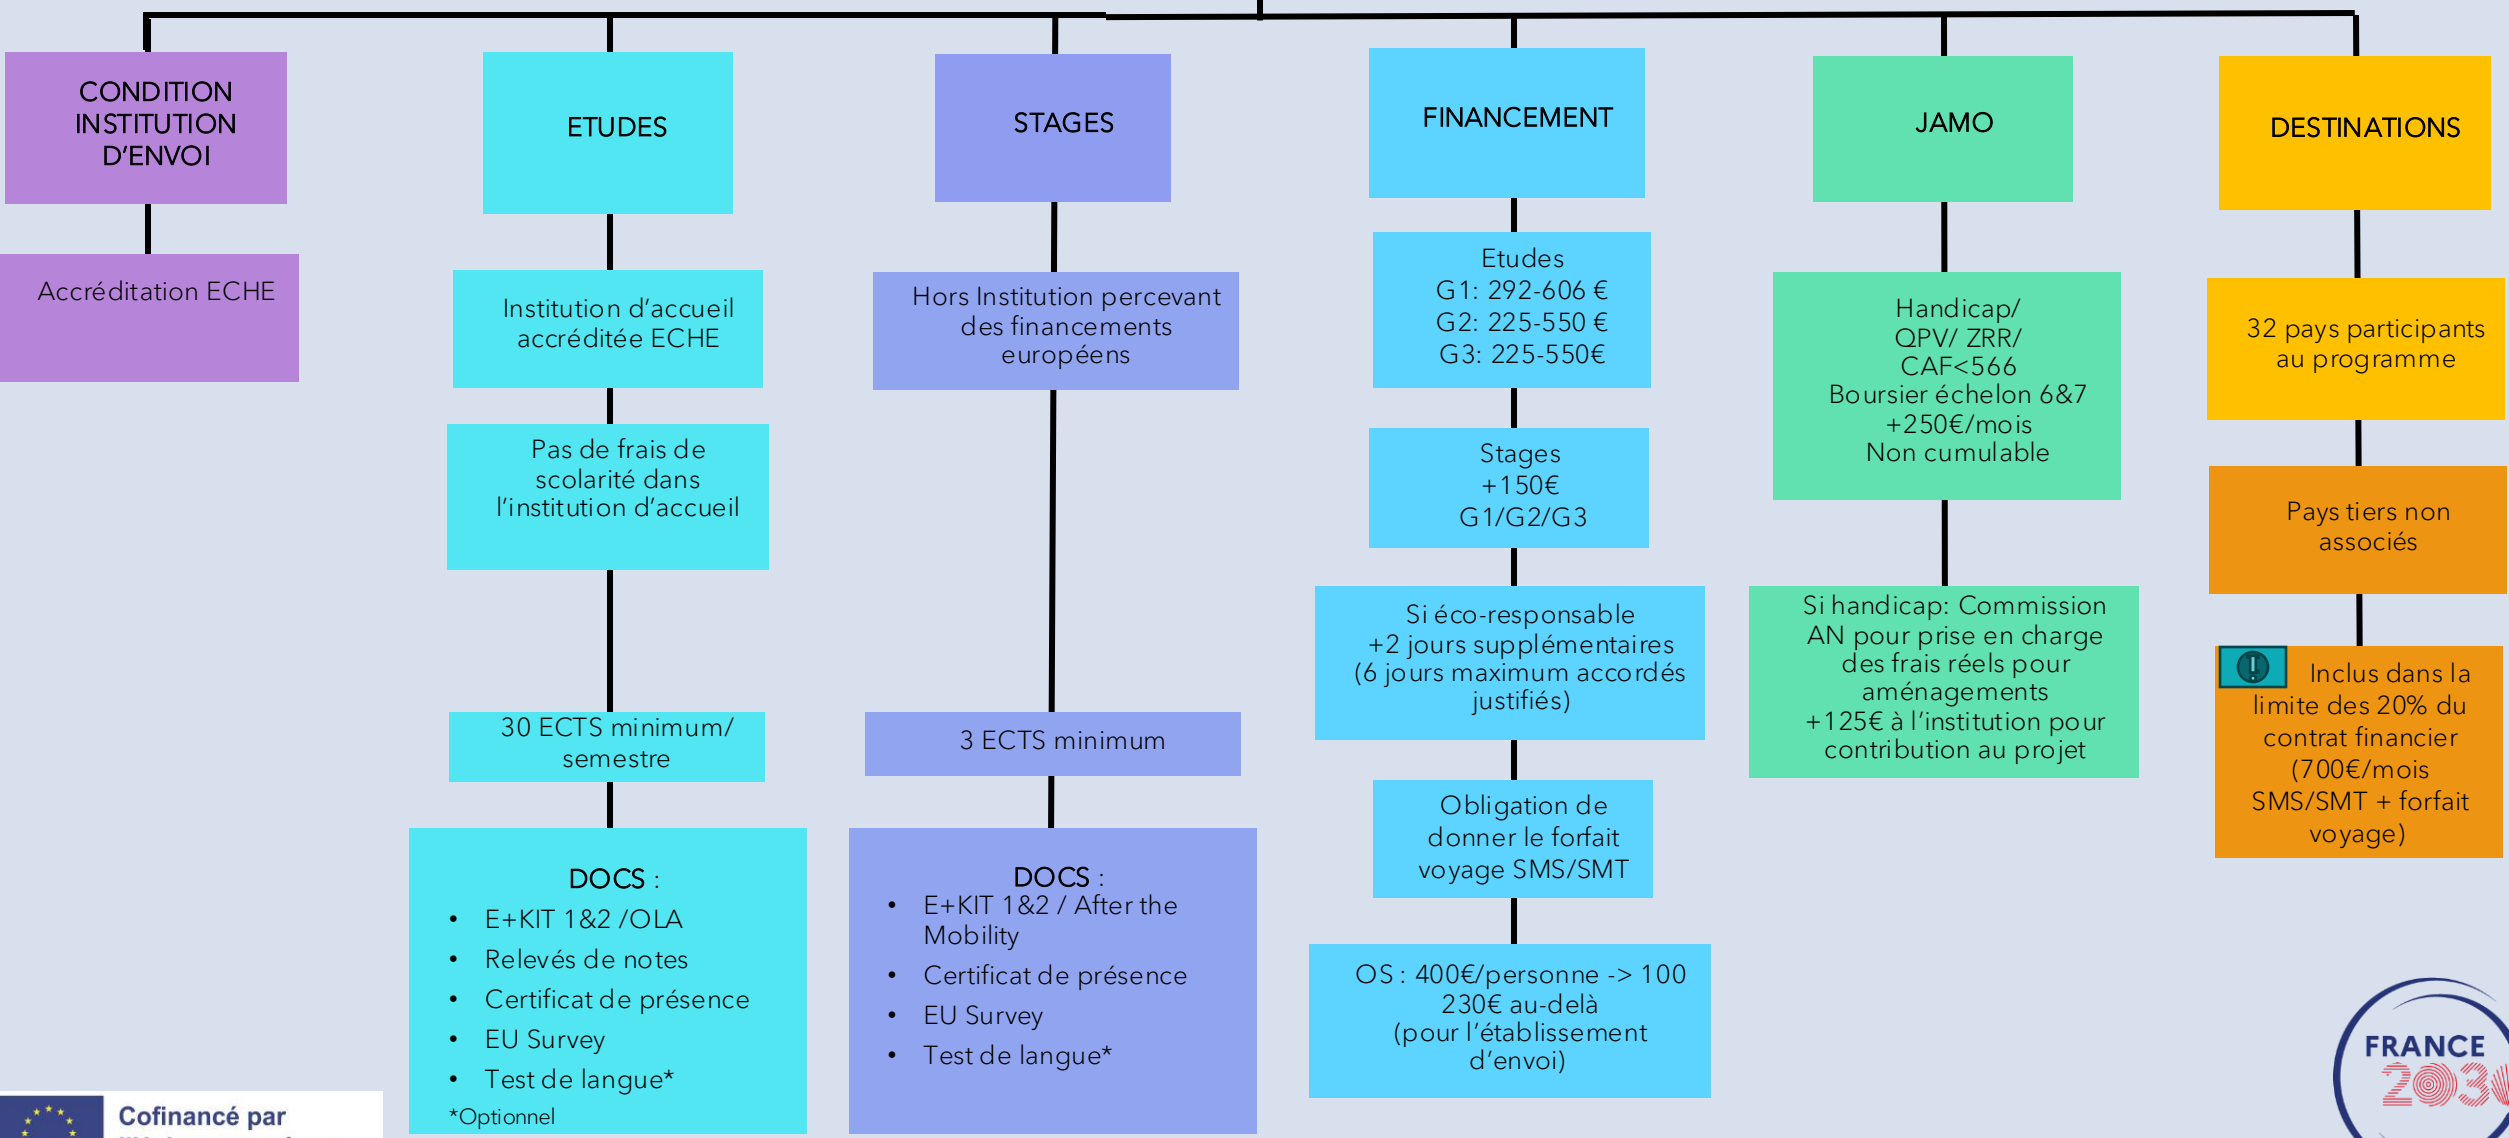 CONDITION
INSTITUTION
D'ENVOI
Accréditation ECHE
ETUDES
Institution d'accueil
accréditée ECHE
Pas de frais de
scolarité dans
l'institution d'accueil
30 ECTS minimum/
semestre
DOCS :
• E+KIT 1&2 /OLA
• Relevés de notes
• Certificat de présence
• EU Survey
• Test de langue*
*Optionnel
STAGES
Hors Institution percevant
des financements
européens
3 ECTS minimum
DOCS :
• E+KIT 1&2 / After the
Mobility
• Certificat de présence
• EU Survey
• Test de langue*
FINANCEMENT
Etudes
G1: 292-606 €
G2: 225-550 €
G3: 225-550€
Stages
+150€
G1/G2/G3
Si éco-responsable
+2 jours supplémentaires
(6 jours maximum accordés
justifiés)
Obligation de
donner le forfait
voyage SMS/SMT
OS : 400€/personne -> 100
230€ au-delà
(pour l'établissement
d'envoi)
JAMO
Handicap/
QPV/ ZRR/
CAF<566
Boursier échelon 6&7
+250€/mois
Non cumulable
Si handicap: Commission
AN pour prise en charge
des frais réels pour
aménagements
+125€ à l'institution pour
contribution au projet
DESTINATIONS
32 pays participants
au programme
Pays tiers non
associés
Inclus dans la
limite des 20% du
contrat financier
(700€/mois
SMS/SMT + forfait
voyage)
Cofinancé par
FRANCE
2030